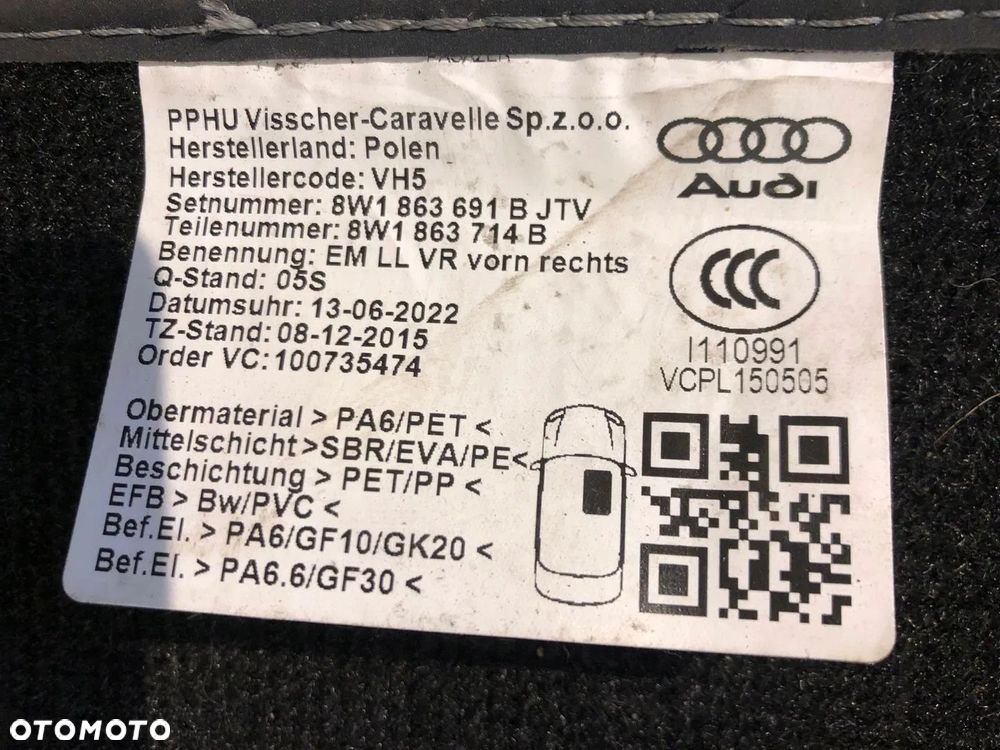 PPHU Visscher-Caravelle Sp.z.o.o.
Herstellerland: Polen
Herstellercode: VH5
Setnummer: 8W1 863 691 B JTV
Teilenummer: 8W1 863 714 B
Benennung: EM LL VR vorn rechts
Q-Stand: 05S
Datumsuhr: 13-06-2022
TZ-Stand: 08-12-2015
Order VC: 100735474
Audi
CCC
I110991
VCPL150505
Obermaterial > PA6/PET <
Mittelschicht >SBR/EVA/PE<
Beschichtung > PET/PP <
EFB > Bw/PVC <
Bef.El. > PA6/GF10/GK20 <
Bef.El. > PA6.6/GF30 <
OTOMOTO